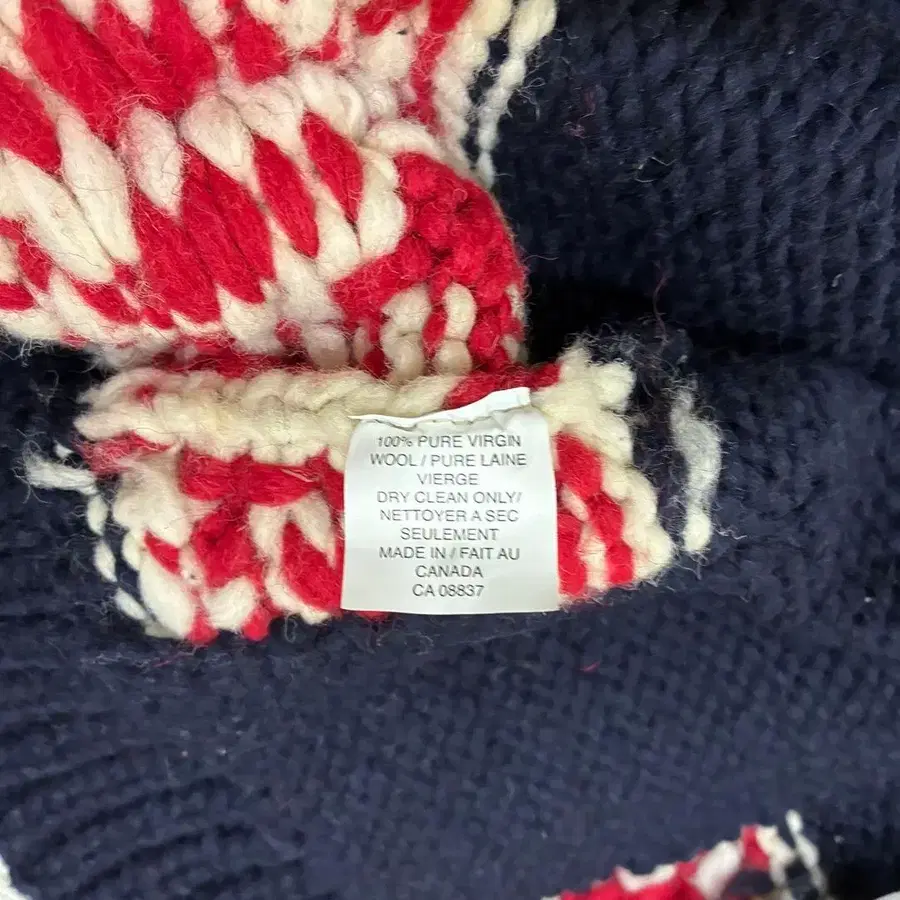 100% PURE VIRGIN
WOOL / PURE LAINE
VIERGE
DRY CLEAN ONLY/
NETTOYER A SEC
SEULEMENT
MADE IN / FAIT AU
CANADA
CA 08837